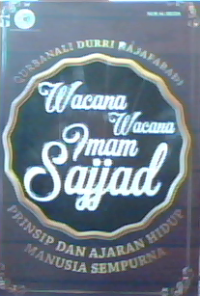 QURBANALI DURRI NAJAFABADI
Wacana
Wacana
Imam
Sajjad
PRINSIP DAN AJARAN HIDUP
MANUSIA SEMPURNA